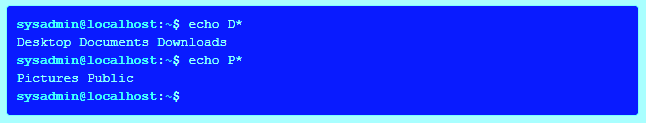 sysadmin@localhost:~$ echo D*
Desktop Documents Downloads
sysadmin@localhost:~$ echo P*
Pictures Public
sysadmin@localhost:~$